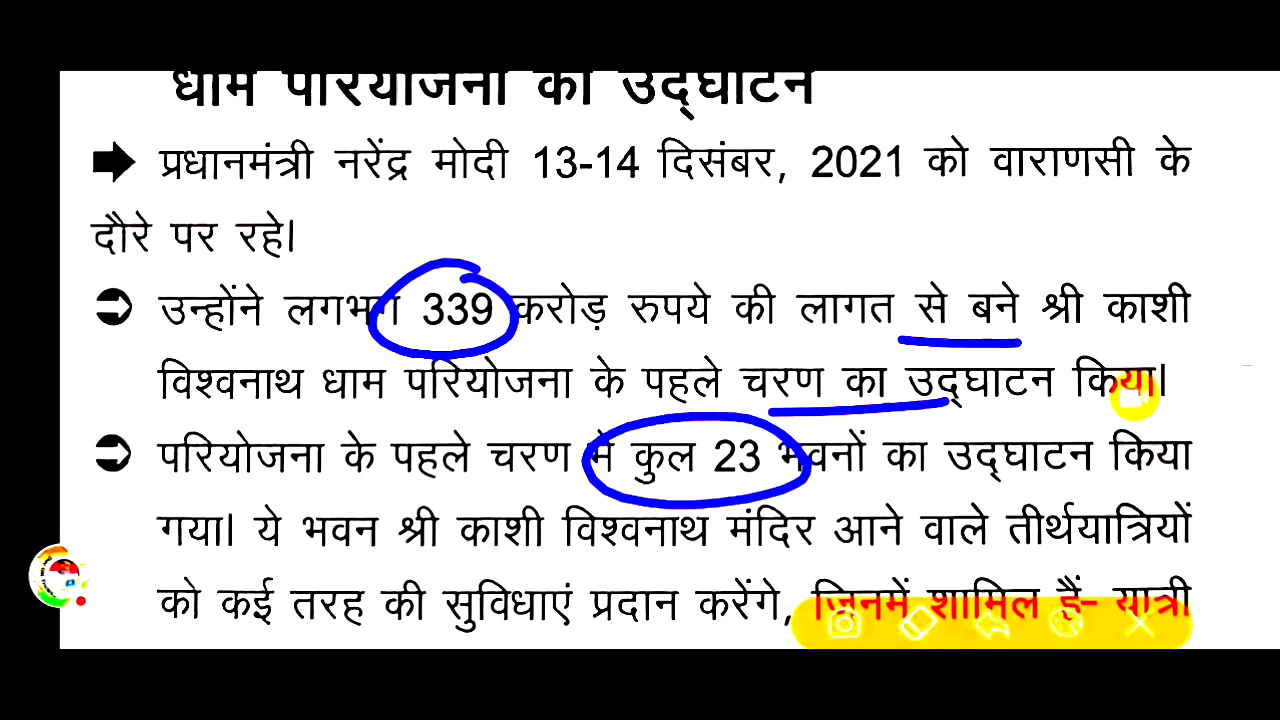 धाम परियोजना का उद्घाटन
प्रधानमंत्री नरेंद्र मोदी 13-14 दिसंबर, 2021 को वाराणसी के
दौरे पर रहे।
उन्होंने लगभग 339 करोड़ रुपये की लागत से बने श्री काशी
विश्वनाथ धाम परियोजना के पहले चरण का उद्घाटन किया।
परियोजना के पहले चरण में कुल 23 भवनों का उद्घाटन किया
गया। ये भवन श्री काशी विश्वनाथ मंदिर आने वाले तीर्थयात्रियों
को कई तरह की सुविधाएं प्रदान करेंगे, जिनमें शामिल हैं- यात्री